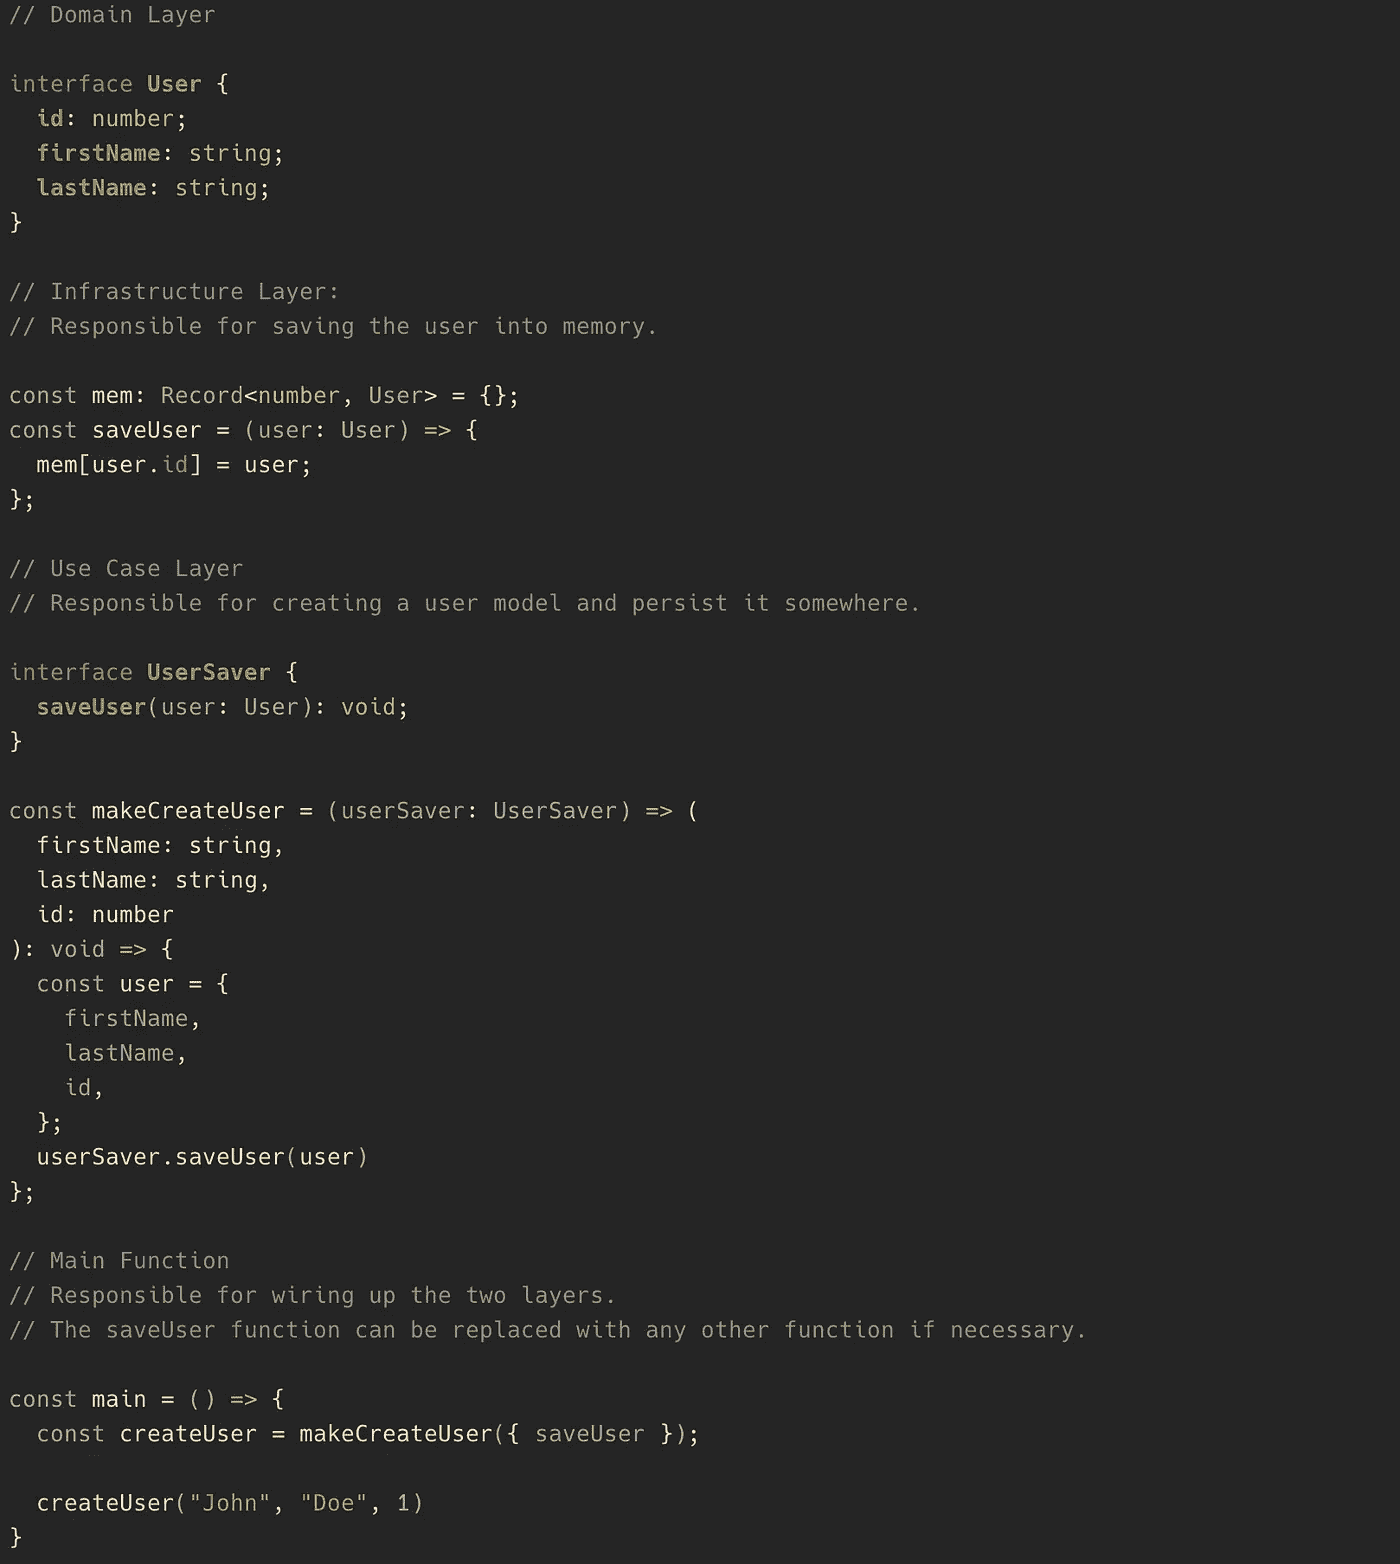 // Domain Layer
interface User {
  id: number;
  firstName: string;
  lastName: string;
}
// Infrastructure Layer:
// Responsible for saving the user into memory.
const mem: Record<number, User> = {};
const saveUser = (user: User) => {
  mem[user.id] = user;
};
// Use Case Layer
// Responsible for creating a user model and persist it somewhere.
interface UserSaver {
  saveUser(user: User): void;
}
const makeCreateUser = (userSaver: UserSaver) => (
  firstName: string,
  lastName: string,
  id: number
): void => {
  const user = {
    firstName,
    lastName,
    id,
  };
  userSaver.saveUser(user)
};
// Main Function
// Responsible for wiring up the two layers.
// The saveUser function can be replaced with any other function if necessary.
const main = () => {
  const createUser = makeCreateUser({ saveUser });
  createUser("John", "Doe", 1)
}